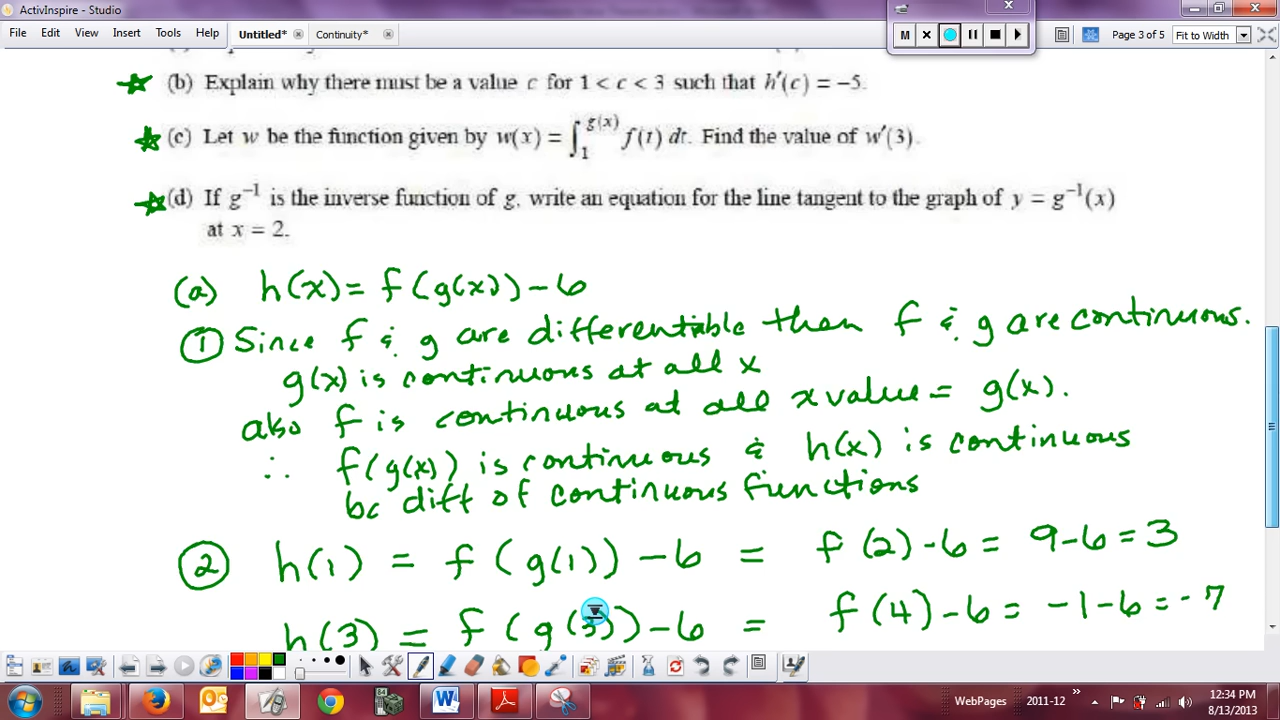 ActivInspire - Studio
File Edit View Insert Tools Help Untitled* Continuity* Page 3 of 5 Fit to Width
M
(b) Explain why there must be a value c for 1 < c < 3 such that h′(c) = −5.
(c) Let w be the function given by w(x) = ∫₁^g(x) f(t) dt. Find the value of w′(3).
(d) If g⁻¹ is the inverse function of g, write an equation for the line tangent to the graph of y = g⁻¹(x)
at x = 2.
(a) h(x) = f(g(x)) - 6
① Since f & g are differentiable then f & g are continuous.
g(x) is continuous at all x
also f is continuous at all x value = g(x).
∴ f(g(x)) is continuous & h(x) is continuous
bc diff of continuous functions
② h(1) = f(g(1)) - 6 = f(2) - 6 = 9 - 6 = 3
h(3) = f(g(3)) - 6 = f(4) - 6 = -1 - 6 = -7
WebPages 2011-12 » 12:34 PM
8/13/2013